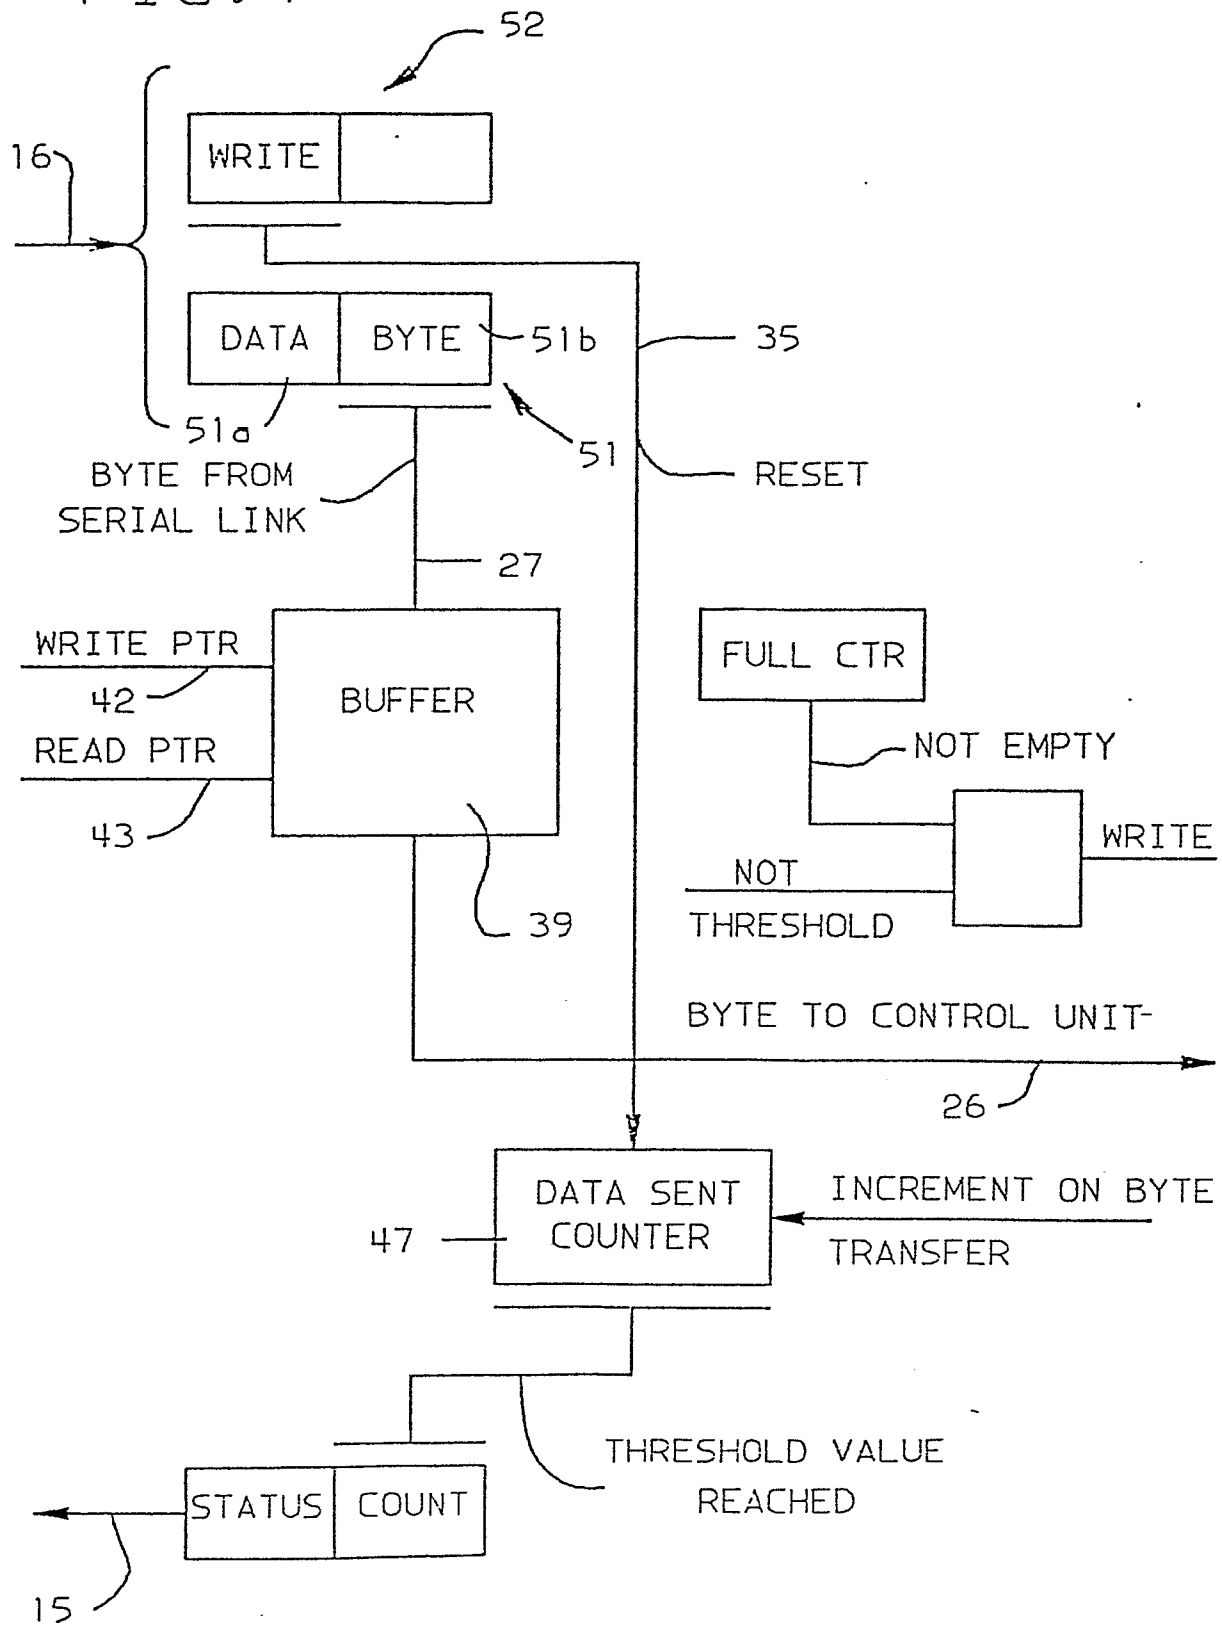 52
WRITE
16
DATA BYTE
51b
35
51a
51
BYTE FROM
SERIAL LINK
RESET
27
WRITE PTR
42
BUFFER
FULL CTR
READ PTR
NOT EMPTY
43
WRITE
NOT
THRESHOLD
39
BYTE TO CONTROL UNIT
26
DATA SENT
COUNTER
47
INCREMENT ON BYTE
TRANSFER
THRESHOLD VALUE
REACHED
STATUS COUNT
15